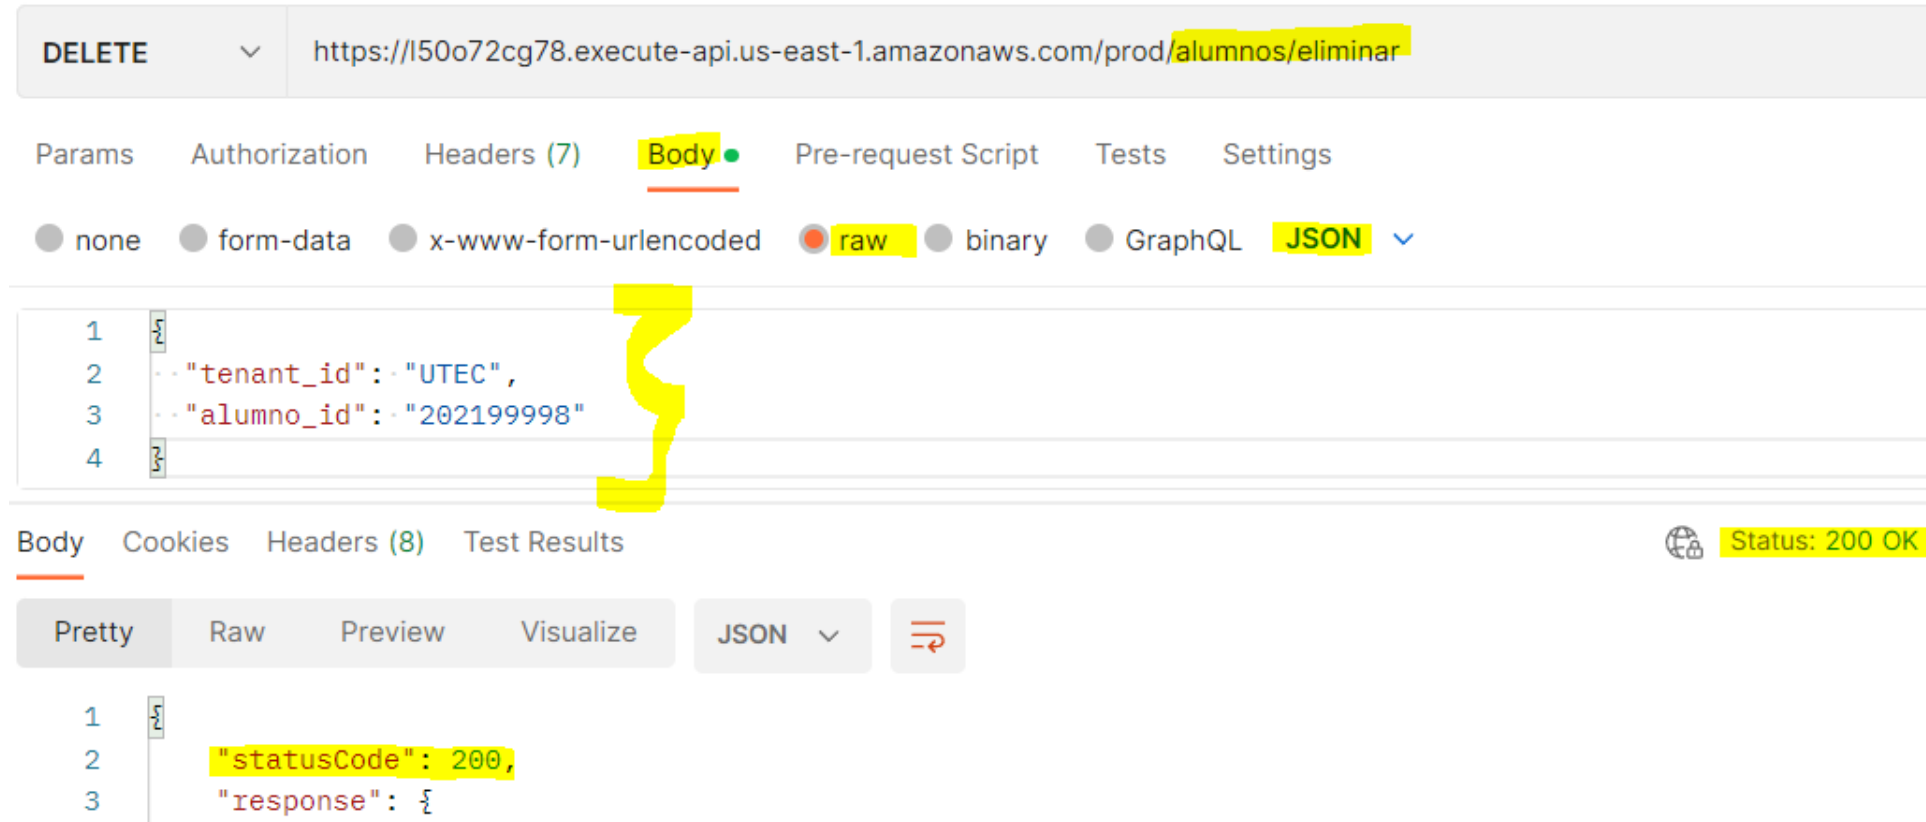 DELETE https://l50o72cg78.execute-api.us-east-1.amazonaws.com/prod/alumnos/eliminar
Params Authorization Headers (7) Body Pre-request Script Tests Settings
none form-data x-www-form-urlencoded raw binary GraphQL JSON
1 {
2 "tenant_id": "UTEC",
3 "alumno_id": "202199998"
4 }
Body Cookies Headers (8) Test Results Status: 200 OK
Pretty Raw Preview Visualize JSON
1 {
2 "statusCode": 200,
3 "response": {